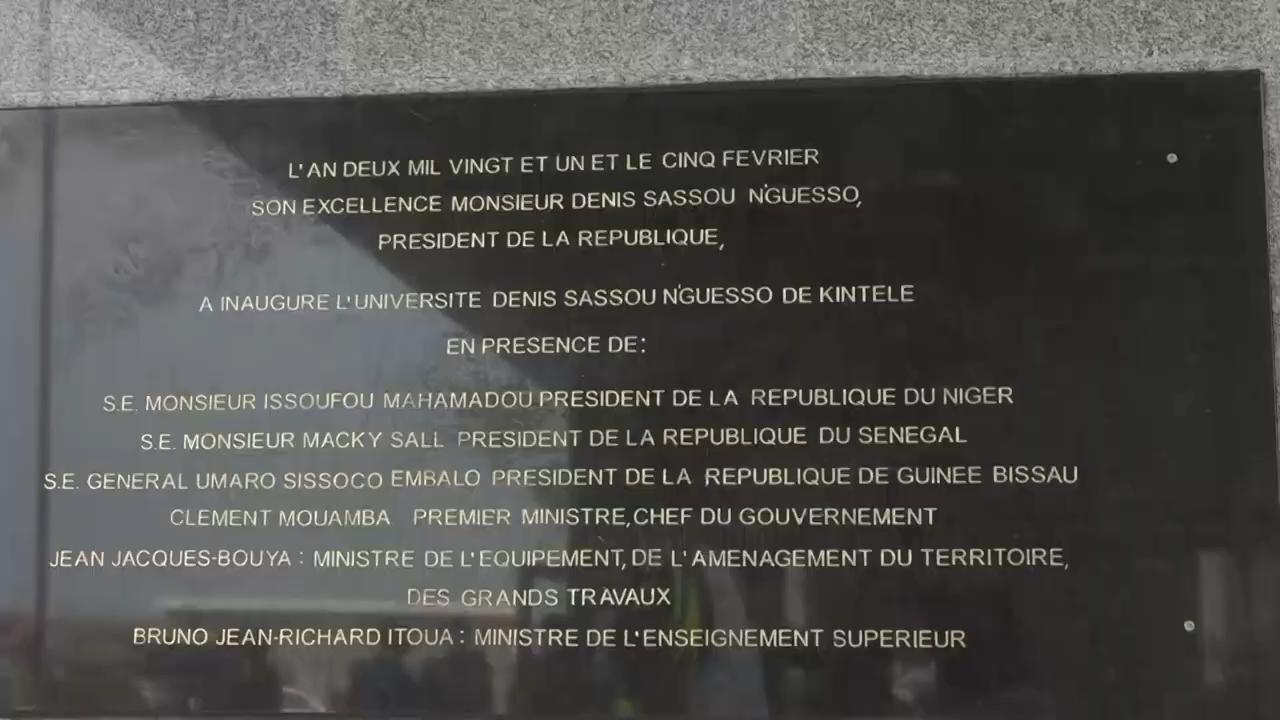 L'AN DEUX MIL VINGT ET UN ET LE CINQ FEVRIER
SON EXCELLENCE MONSIEUR DENIS SASSOU N'GUESSO,
PRESIDENT DE LA REPUBLIQUE,
A INAUGURE L'UNIVERSITE DENIS SASSOU N'GUESSO DE KINTELE
EN PRESENCE DE:
S.E. MONSIEUR ISSOUFOU MAHAMADOU PRESIDENT DE LA REPUBLIQUE DU NIGER
S.E. MONSIEUR MACKY SALL PRESIDENT DE LA REPUBLIQUE DU SENEGAL
S.E. GENERAL UMARO SISSOCO EMBALO PRESIDENT DE LA REPUBLIQUE DE GUINEE BISSAU
CLEMENT MOUAMBA PREMIER MINISTRE, CHEF DU GOUVERNEMENT
JEAN JACQUES-BOUYA : MINISTRE DE L'EQUIPEMENT, DE L'AMENAGEMENT DU TERRITOIRE,
DES GRANDS TRAVAUX
BRUNO JEAN-RICHARD ITOUA : MINISTRE DE L'ENSEIGNEMENT SUPERIEUR